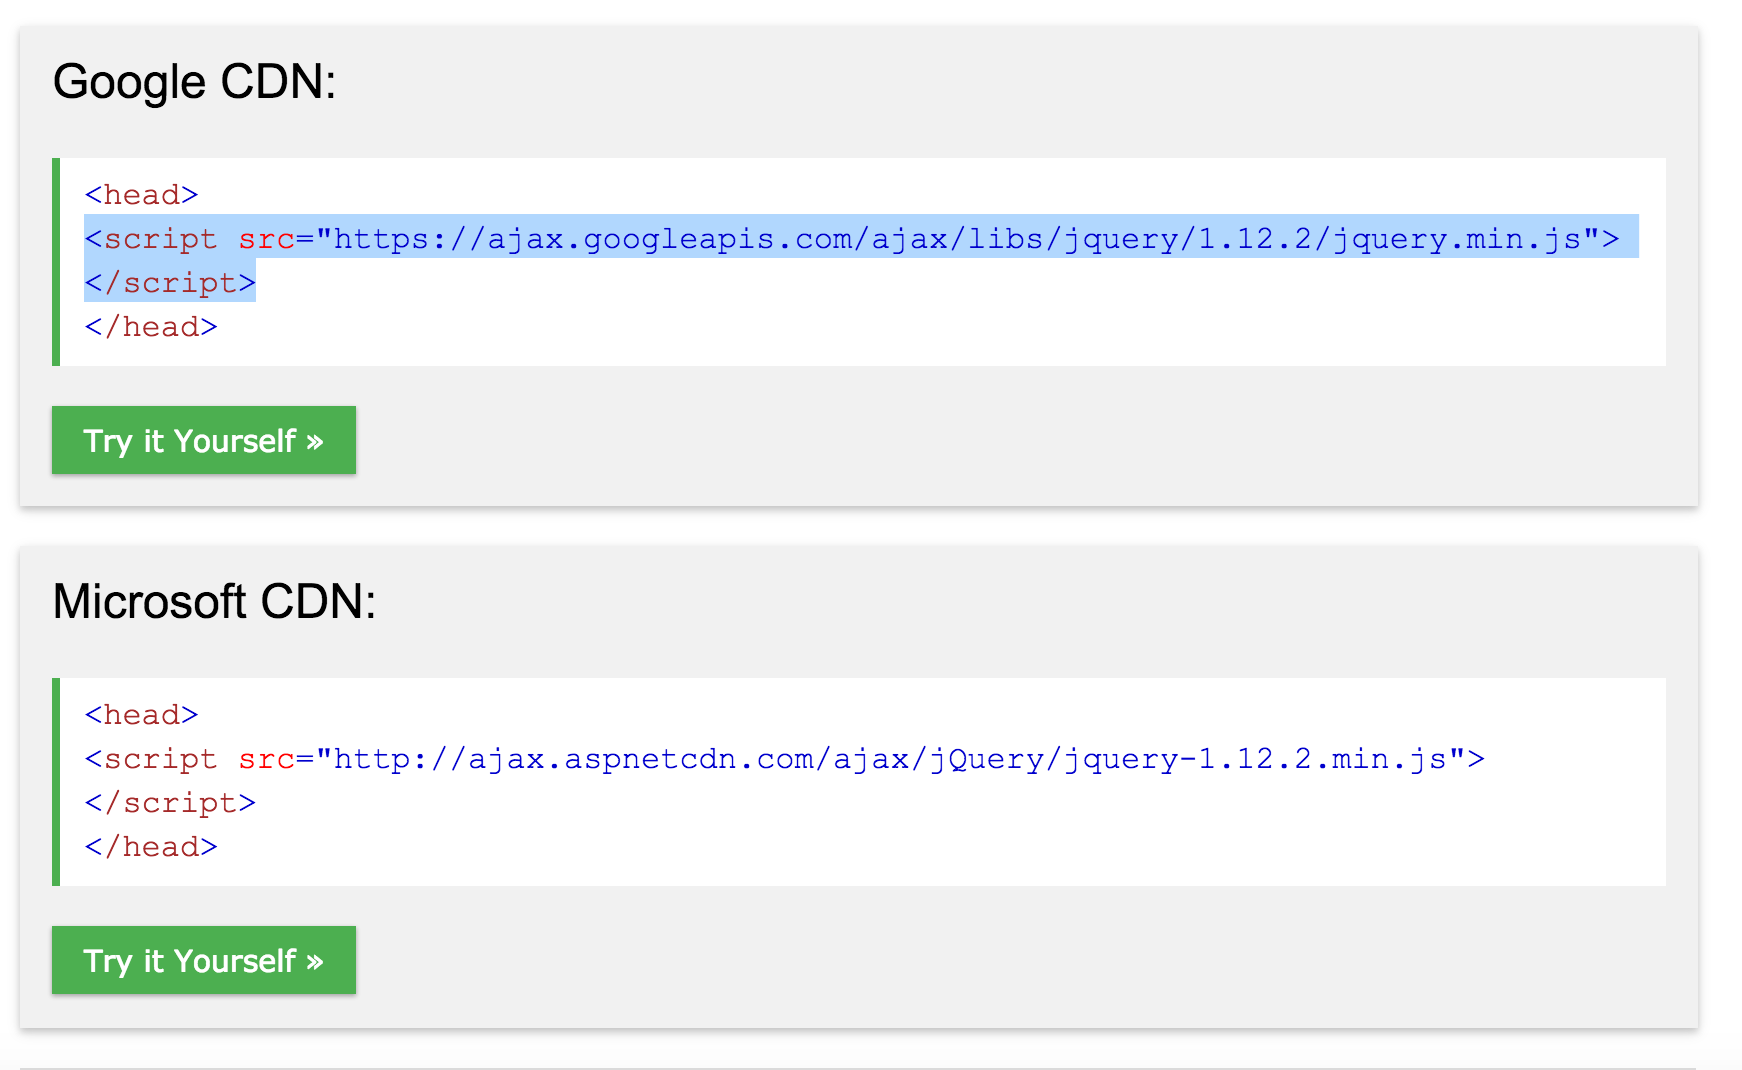 Google CDN:
<head>
<script src="https://ajax.googleapis.com/ajax/libs/jquery/1.12.2/jquery.min.js">
</script>
</head>
Try it Yourself »
Microsoft CDN:
<head>
<script src="http://ajax.aspnetcdn.com/ajax/jQuery/jquery-1.12.2.min.js">
</script>
</head>
Try it Yourself »